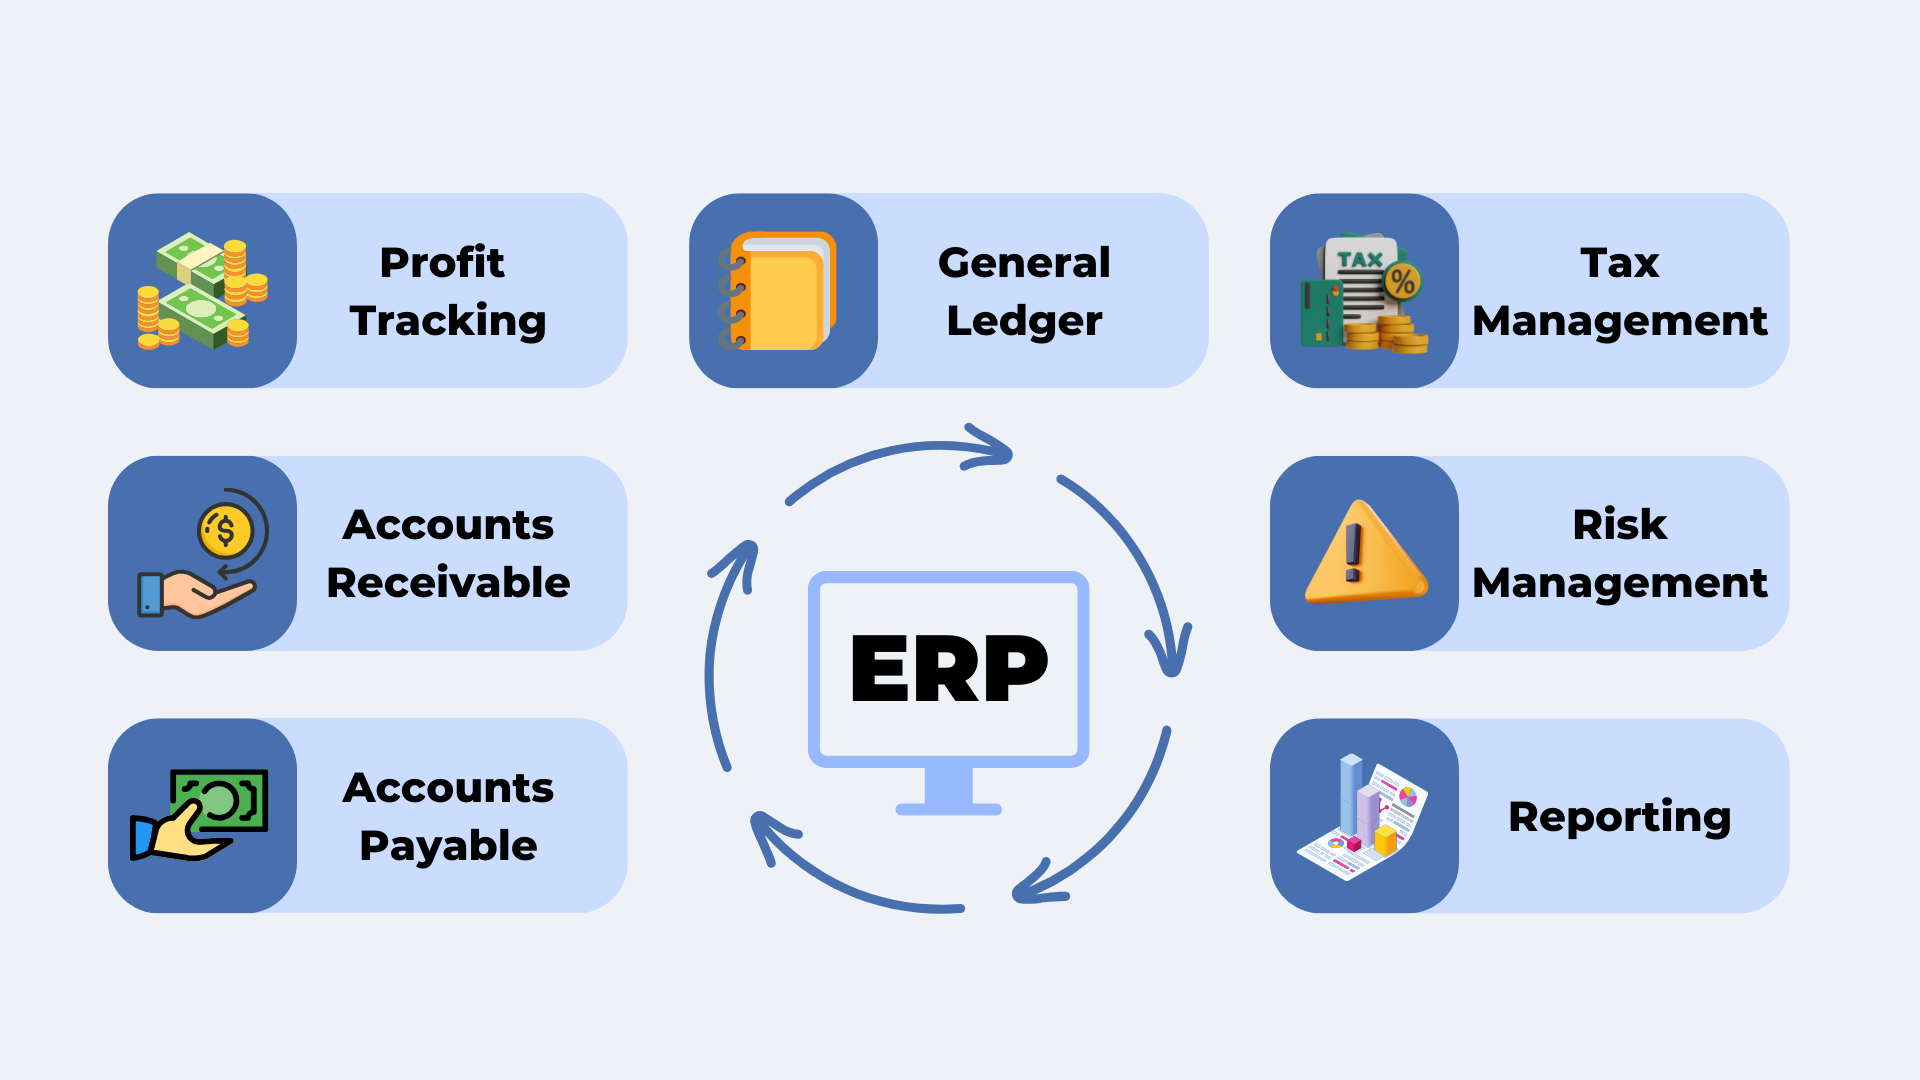 Profit
Tracking
General
Ledger
TAX
%
Tax
Management
$
Accounts
Receivable
ERP
!
Risk
Management
Accounts
Payable
Reporting